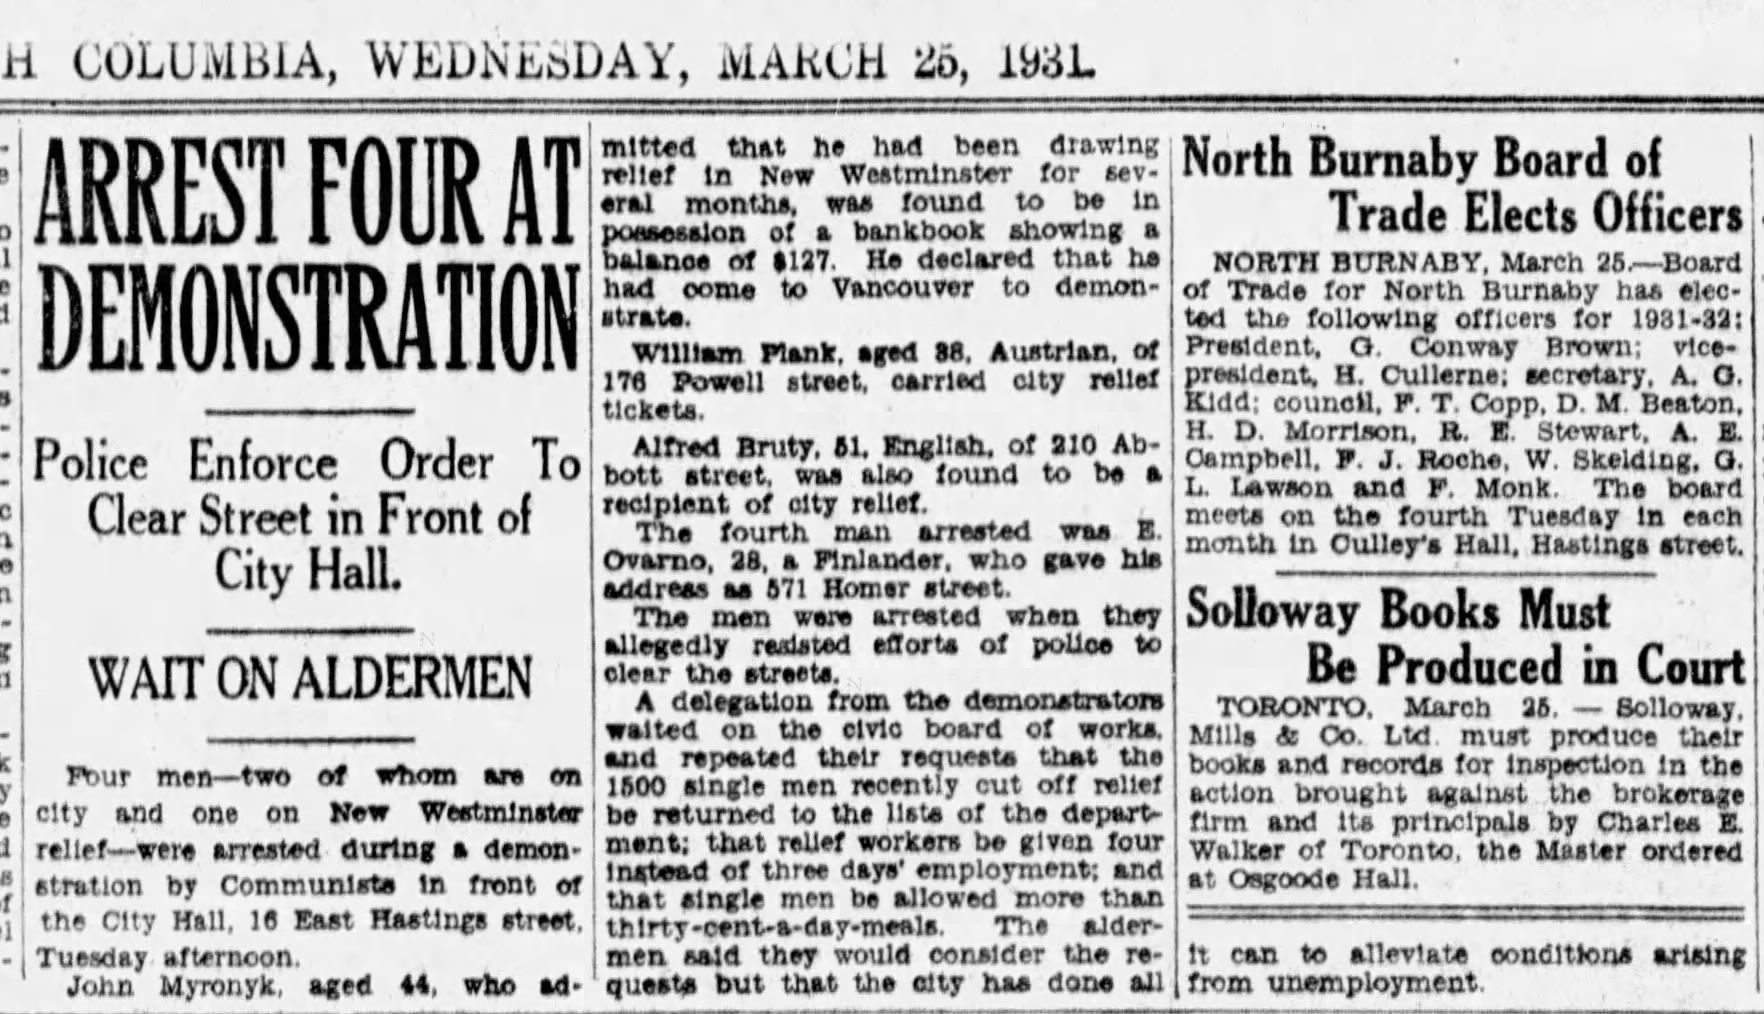 H COLUMBIA, WEDNESDAY, MARCH 25, 1931.
ARREST FOUR AT
DEMONSTRATION
Police Enforce Order To
Clear Street in Front of
City Hall.
WAIT ON ALDERMEN
Four men—two of whom are on
city and one on New Westminster
relief—were arrested during a demon-
stration by Communists in front of
the City Hall, 16 East Hastings street,
Tuesday afternoon.
John Myronyk, aged 44, who ad-
mitted that he had been drawing
relief in New Westminster for sev-
eral months, was found to be in
possession of a bankbook showing a
balance of $127. He declared that he
had come to Vancouver to demon-
strate.
William Plank, aged 38, Austrian, of
176 Powell street, carried city relief
tickets.
Alfred Bruty, 51, English, of 210 Ab-
bott street, was also found to be a
recipient of city relief.
The fourth man arrested was E.
Ovarno, 28, a Finlander, who gave his
address as 571 Homer street.
The men were arrested when they
allegedly resisted efforts of police to
clear the streets.
A delegation from the demonstrators
waited on the civic board of works,
and repeated their requests that the
1500 single men recently cut off relief
be returned to the lists of the depart-
ment; that relief workers be given four
instead of three days' employment; and
that single men be allowed more than
thirty-cent-a-day-meals. The alder-
men said they would consider the re-
quests but that the city has done all
it can to alleviate conditions arising
from unemployment.
North Burnaby Board of
Trade Elects Officers
NORTH BURNABY, March 25.—Board
of Trade for North Burnaby has elec-
ted the following officers for 1931-32:
President, G. Conway Brown; vice-
president, H. Cullerne; secretary, A. G.
Kidd; council, F. T. Copp, D. M. Beaton,
H. D. Morrison, R. E. Stewart, A. E.
Campbell, F. J. Roche, W. Skelding, G.
L. Lawson and F. Monk. The board
meets on the fourth Tuesday in each
month in Culley's Hall, Hastings street.
Solloway Books Must
Be Produced in Court
TORONTO, March 25. — Solloway,
Mills & Co. Ltd. must produce their
books and records for inspection in the
action brought against the brokerage
firm and its principals by Charles E.
Walker of Toronto, the Master ordered
at Osgoode Hall.